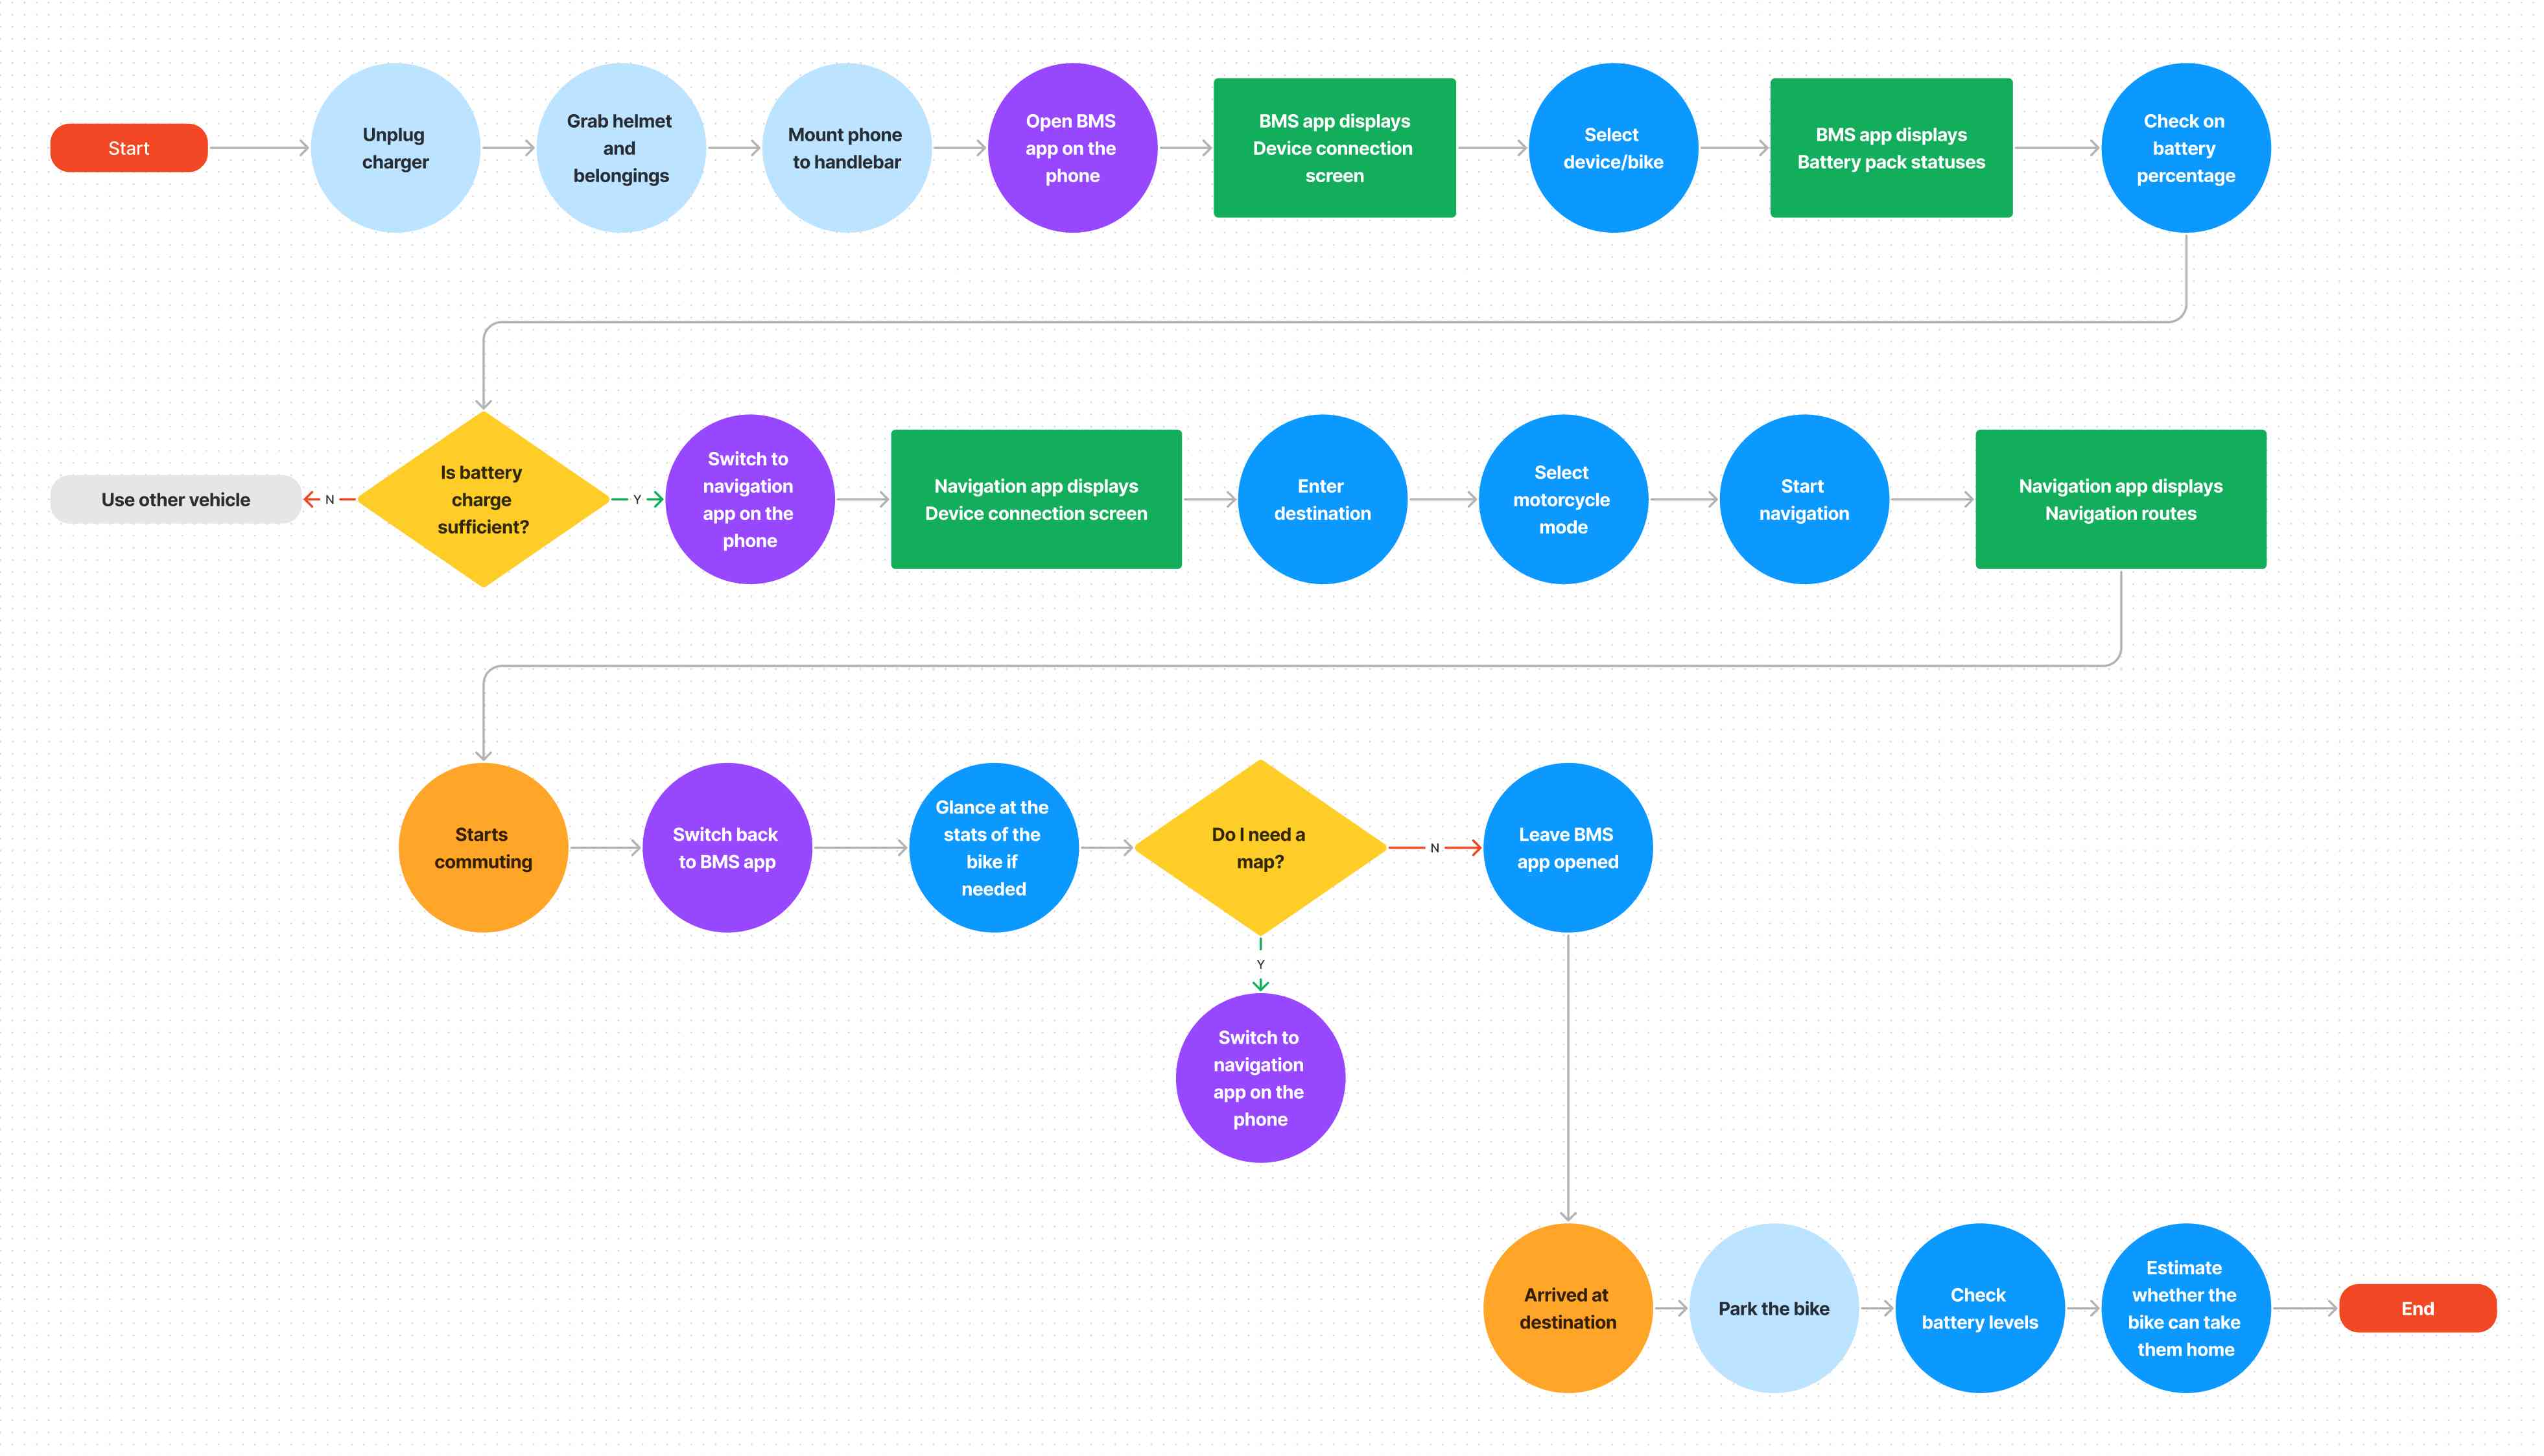 Start
Unplug
charger
Grab helmet
and
belongings
Mount phone
to handlebar
Open BMS
app on the
phone
BMS app displays
Device connection
screen
Select
device/bike
BMS app displays
Battery pack statuses
Check on
battery
percentage
Use other vehicle
N
Is battery
charge
sufficient?
Y
Switch to
navigation
app on the
phone
Navigation app displays
Device connection screen
Enter
destination
Select
motorcycle
mode
Start
navigation
Navigation app displays
Navigation routes
Starts
commuting
Switch back
to BMS app
Glance at the
stats of the
bike if
needed
Do I need a
map?
N
Leave BMS
app opened
Y
Switch to
navigation
app on the
phone
Arrived at
destination
Park the bike
Check
battery levels
Estimate
whether the
bike can take
them home
End